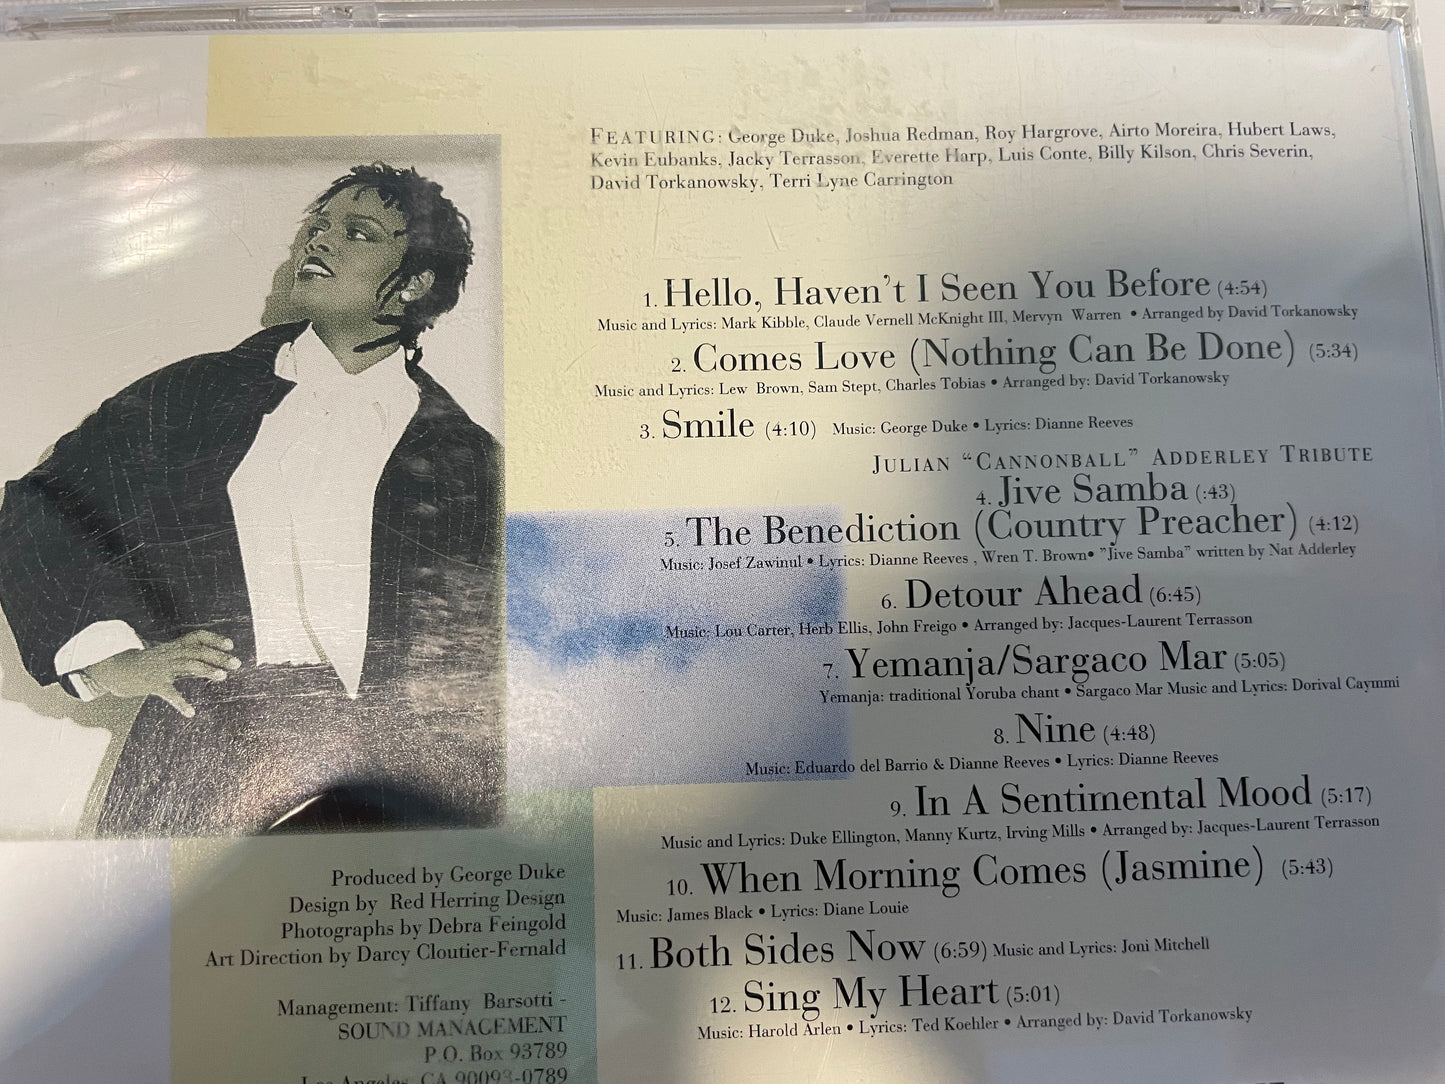 FEATURING: George Duke, Joshua Redman, Roy Hargrove, Airto Moreira, Hubert Laws,
Kevin Eubanks, Jacky Terrasson, Everette Harp, Luis Conte, Billy Kilson, Chris Severin,
David Torkanowsky, Terri Lyne Carrington
1. Hello, Haven't I Seen You Before (4:54)
Music and Lyrics: Mark Kibble, Claude Vernell McKnight III, Mervyn Warren • Arranged by David Torkanowsky
2. Comes Love (Nothing Can Be Done) (5:34)
Music and Lyrics: Lew Brown, Sam Stept, Charles Tobias • Arranged by: David Torkanowsky
3. Smile (4:10) Music: George Duke • Lyrics: Dianne Reeves
JULIAN “CANNONBALL” ADDERLEY TRIBUTE
4. Jive Samba (:43)
5. The Benediction (Country Preacher) (4:12)
Music: Josef Zawinul • Lyrics: Dianne Reeves , Wren T. Brown• "Jive Samba" written by Nat Adderley
6. Detour Ahead (6:45)
Music: Lou Carter, Herb Ellis, John Freigo • Arranged by: Jacques-Laurent Terrasson
7. Yemanja/Sargaco Mar (5:05)
Yemanja: traditional Yoruba chant • Sargaco Mar Music and Lyrics: Dorival Caymmi
8. Nine (4:48)
Music: Eduardo del Barrio & Dianne Reeves • Lyrics: Dianne Reeves
9. In A Sentimental Mood (5:17)
Music and Lyrics: Duke Ellington, Manny Kurtz, Irving Mills • Arranged by: Jacques-Laurent Terrasson
10. When Morning Comes (Jasmine) (5:43)
Music: James Black • Lyrics: Diane Louie
11. Both Sides Now (6:59) Music and Lyrics: Joni Mitchell
12. Sing My Heart (5:01)
Music: Harold Arlen • Lyrics: Ted Koehler • Arranged by: David Torkanowsky
Produced by George Duke
Design by Red Herring Design
Photographs by Debra Feingold
Art Direction by Darcy Cloutier-Fernald
Management: Tiffany Barsotti -
SOUND MANAGEMENT
P.O. Box 93789
Los Angeles, CA 90093-0789